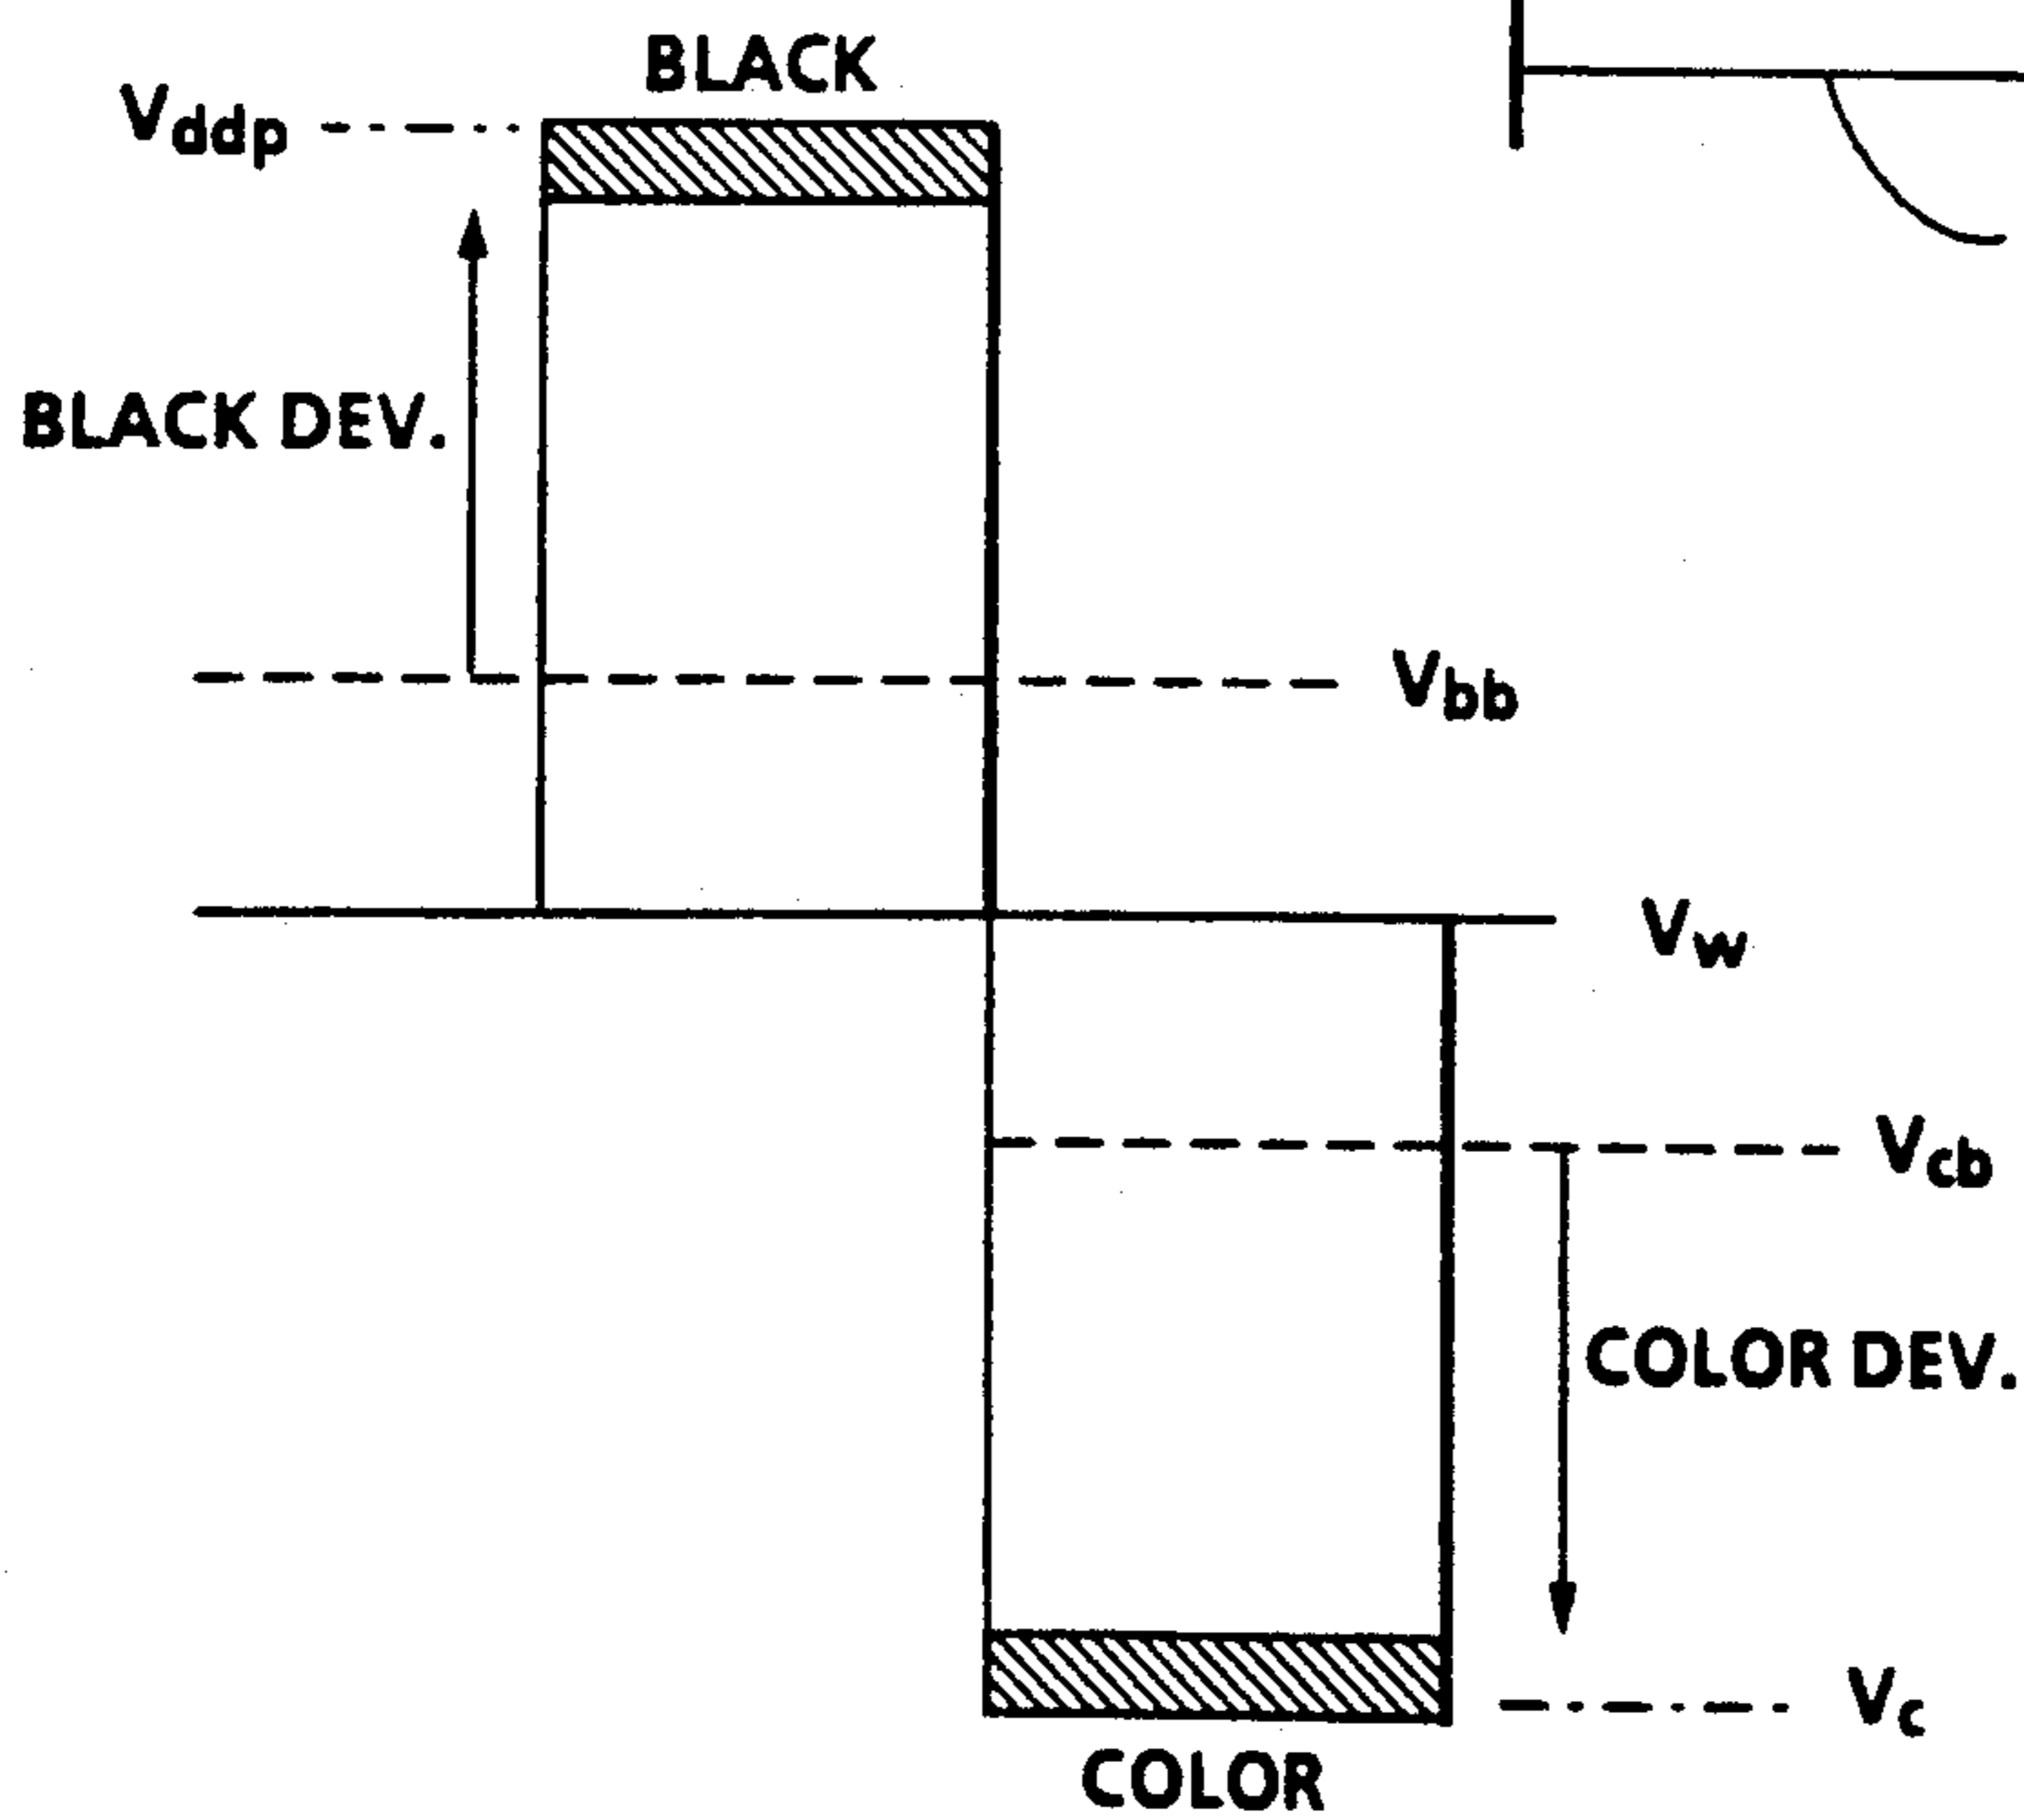 BLACK
Vddp
BLACK DEV.
Vbb
Vw
Vcb
COLOR DEV.
Vc
COLOR